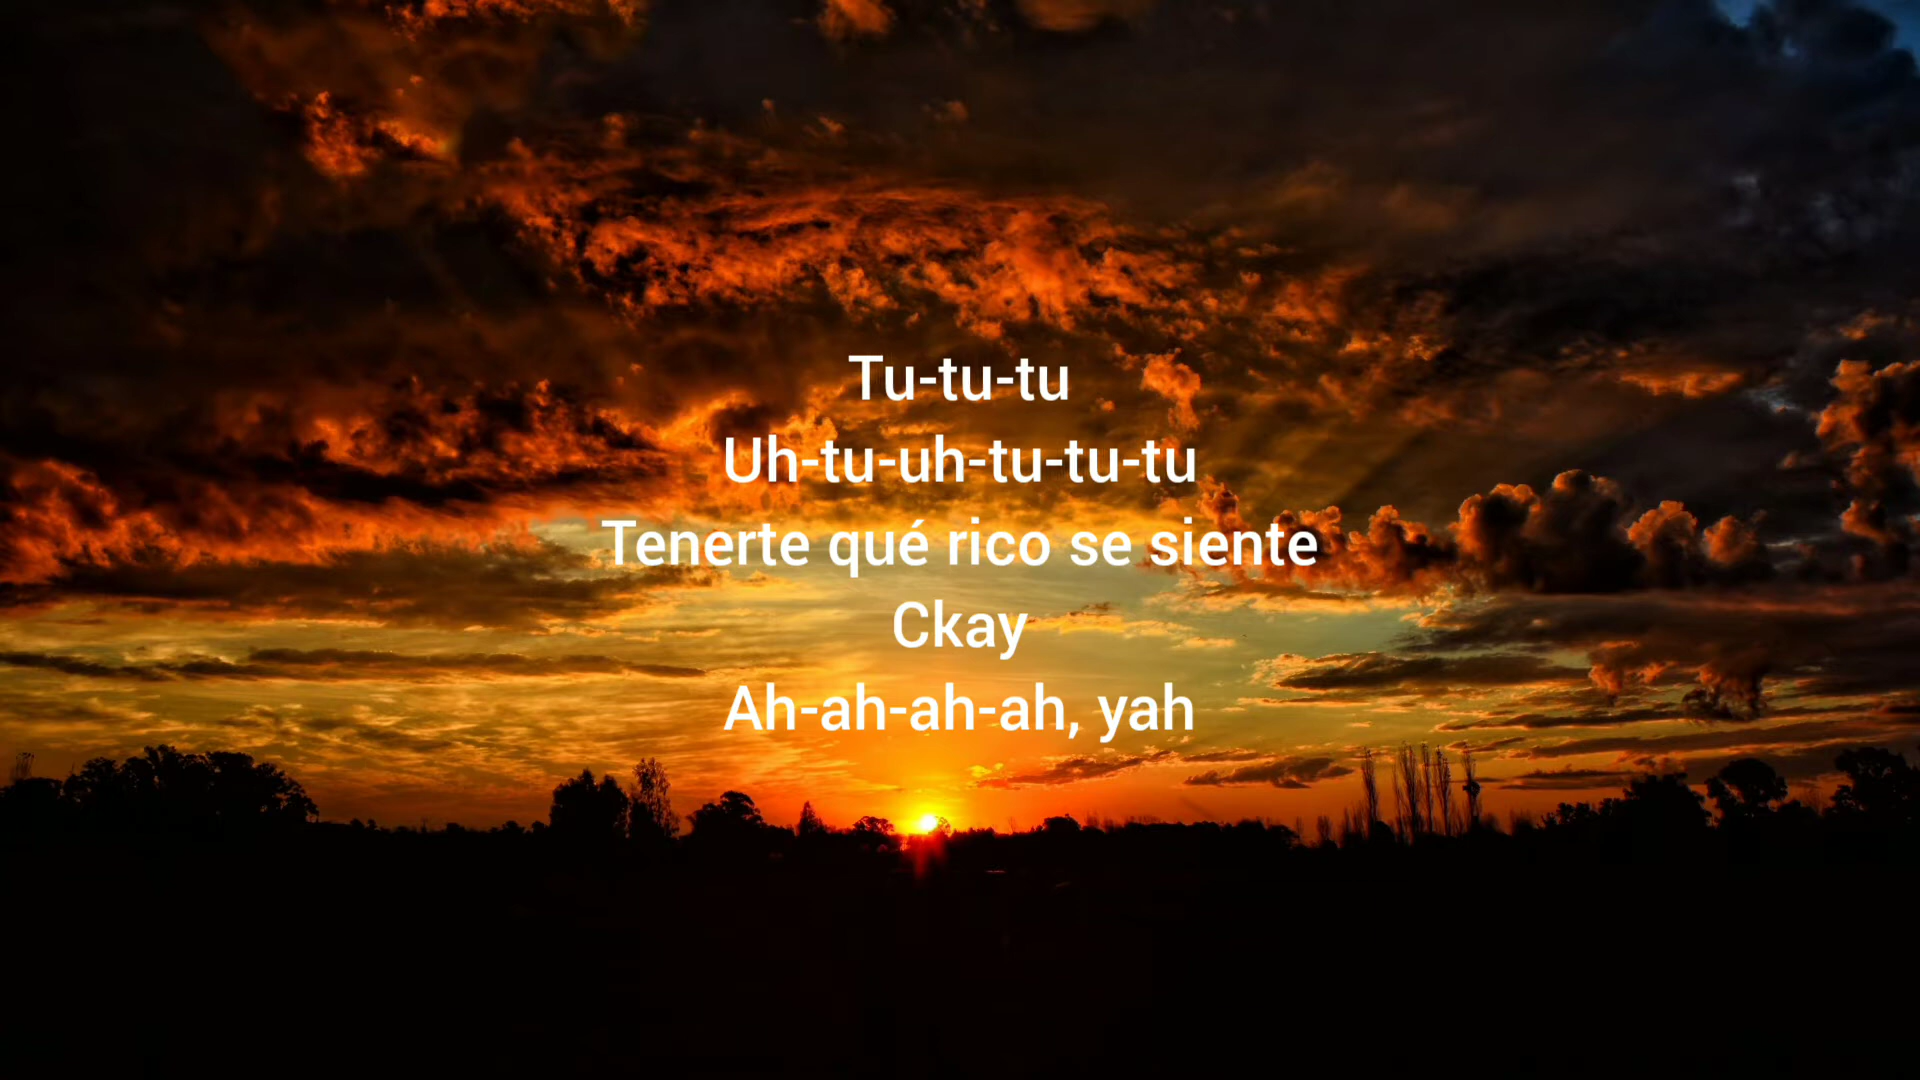 Tu-tu-tu
Uh-tu-uh-tu-tu-tu
Tenerte qué rico se siente
Ckay
Ah-ah-ah-ah, yah